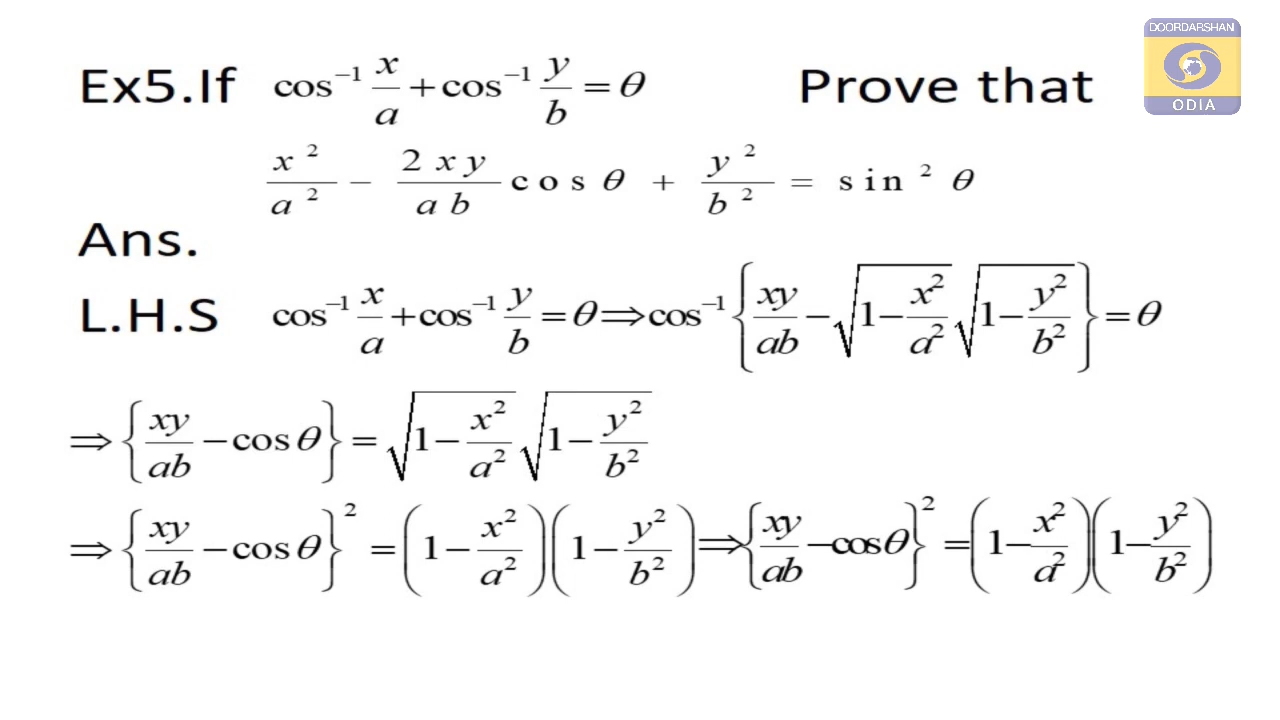 DOORDARSHAN
ODIA
Ex5.If cos⁻¹ x/a + cos⁻¹ y/b = θ Prove that
x²/a² − 2xy/ab cos θ + y²/b² = sin² θ
Ans.
L.H.S cos⁻¹ x/a + cos⁻¹ y/b = θ ⇒ cos⁻¹ {xy/ab − √(1 − x²/a²) √(1 − y²/b²)} = θ
⇒ {xy/ab − cos θ} = √(1 − x²/a²) √(1 − y²/b²)
⇒ {xy/ab − cos θ}² = (1 − x²/a²)(1 − y²/b²) ⇒ {xy/ab − cos θ}² = (1 − x²/a²)(1 − y²/b²)